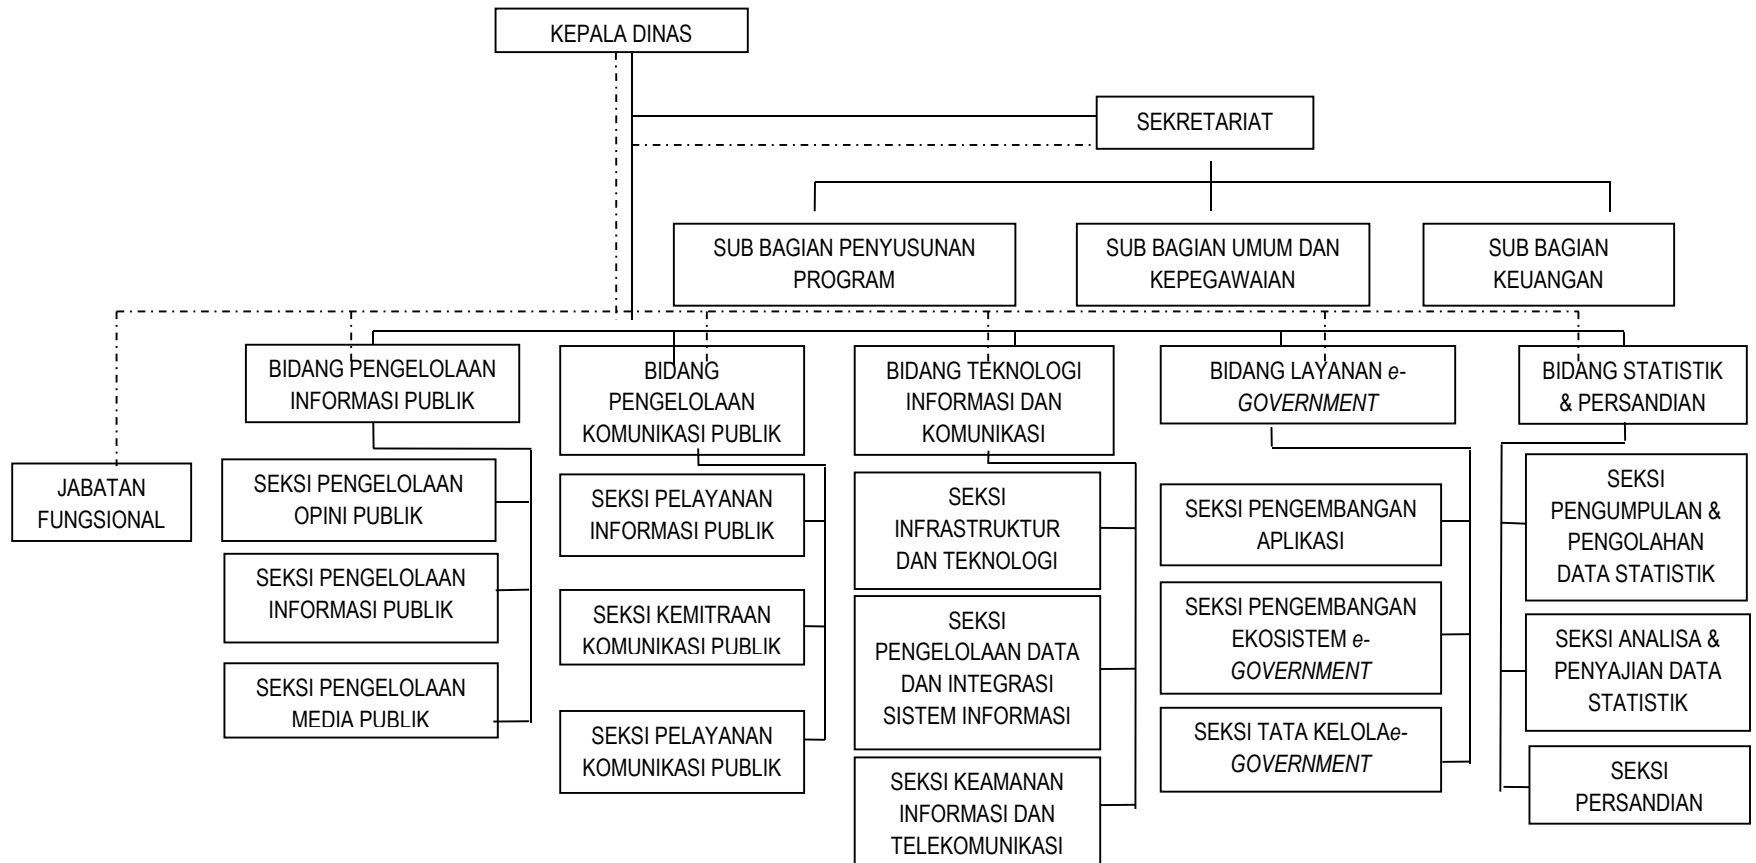 KEPALA DINAS
SEKRETARIAT
SUB BAGIAN PENYUSUNAN
PROGRAM
SUB BAGIAN UMUM DAN
KEPEGAWAIAN
SUB BAGIAN
KEUANGAN
BIDANG PENGELOLAAN
INFORMASI PUBLIK
BIDANG
PENGELOLAAN
KOMUNIKASI PUBLIK
BIDANG TEKNOLOGI
INFORMASI DAN
KOMUNIKASI
BIDANG LAYANAN e-
GOVERNMENT
BIDANG STATISTIK
& PERSANDIAN
JABATAN
FUNGSIONAL
SEKSI PENGELOLAAN
OPINI PUBLIK
SEKSI PENGELOLAAN
INFORMASI PUBLIK
SEKSI PENGELOLAAN
MEDIA PUBLIK
SEKSI PELAYANAN
INFORMASI PUBLIK
SEKSI KEMITRAAN
KOMUNIKASI PUBLIK
SEKSI PELAYANAN
KOMUNIKASI PUBLIK
SEKSI
INFRASTRUKTUR
DAN TEKNOLOGI
SEKSI
PENGELOLAAN DATA
DAN INTEGRASI
SISTEM INFORMASI
SEKSI KEAMANAN
INFORMASI DAN
TELEKOMUNIKASI
SEKSI PENGEMBANGAN
APLIKASI
SEKSI PENGEMBANGAN
EKOSISTEM e-
GOVERNMENT
SEKSI TATA KELOLAe-
GOVERNMENT
SEKSI
PENGUMPULAN &
PENGOLAHAN
DATA STATISTIK
SEKSI ANALISA &
PENYAJIAN DATA
STATISTIK
SEKSI
PERSANDIAN